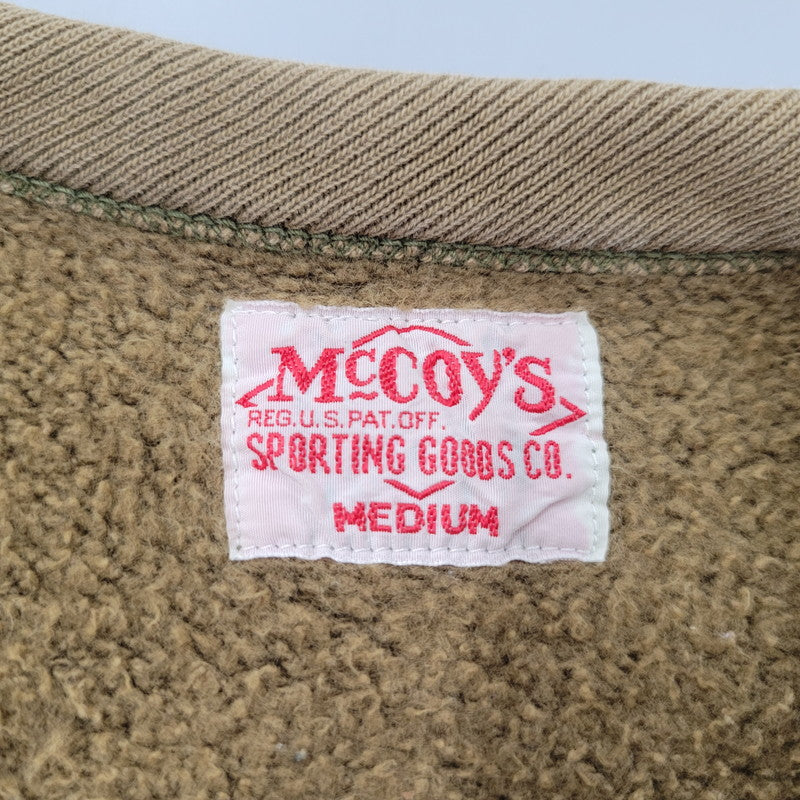 McCOY'S
REG.U.S.PAT.OFF.
SPORTING GOODS CO.
MEDIUM